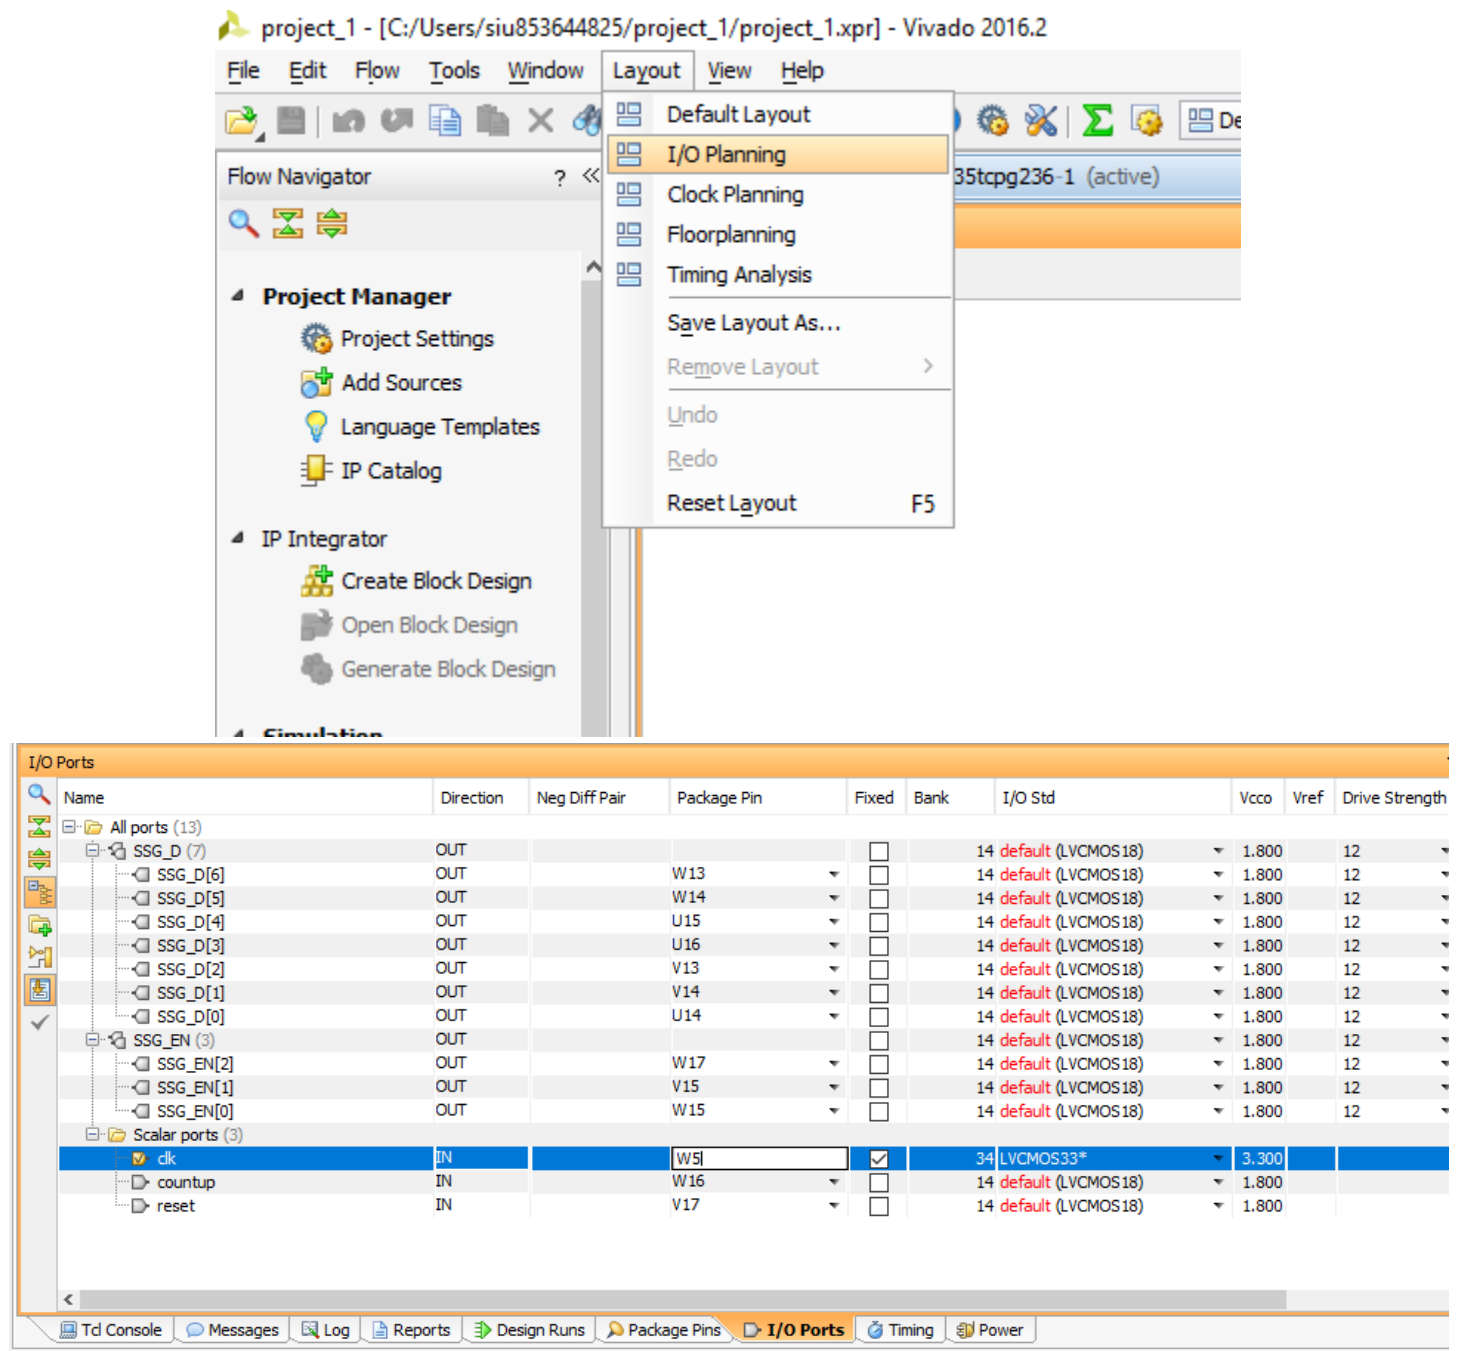 project_1 - [C:/Users/siu853644825/project_1/project_1.xpr] - Vivado 2016.2
File Edit Flow Tools Window Layout View Help
Default Layout
I/O Planning
Clock Planning
Floorplanning
Timing Analysis
Save Layout As...
Remove Layout
Undo
Redo
Reset Layout F5
De
35tcpg236-1 (active)
Flow Navigator ? «
Project Manager
Project Settings
Add Sources
Language Templates
IP Catalog
IP Integrator
Create Block Design
Open Block Design
Generate Block Design
Simulation
I/O Ports
Name Direction Neg Diff Pair Package Pin Fixed Bank I/O Std Vcco Vref Drive Strength
All ports (13)
SSG_D (7) OUT 14 default (LVCMOS18) 1.800 12
SSG_D[6] OUT W13 14 default (LVCMOS18) 1.800 12
SSG_D[5] OUT W14 14 default (LVCMOS18) 1.800 12
SSG_D[4] OUT U15 14 default (LVCMOS18) 1.800 12
SSG_D[3] OUT U16 14 default (LVCMOS18) 1.800 12
SSG_D[2] OUT V13 14 default (LVCMOS18) 1.800 12
SSG_D[1] OUT V14 14 default (LVCMOS18) 1.800 12
SSG_D[0] OUT U14 14 default (LVCMOS18) 1.800 12
SSG_EN (3) OUT 14 default (LVCMOS18) 1.800 12
SSG_EN[2] OUT W17 14 default (LVCMOS18) 1.800 12
SSG_EN[1] OUT V15 14 default (LVCMOS18) 1.800 12
SSG_EN[0] OUT W15 14 default (LVCMOS18) 1.800 12
Scalar ports (3)
clk IN W5 34 LVCMOS33* 3.300
countup IN W16 14 default (LVCMOS18) 1.800
reset IN V17 14 default (LVCMOS18) 1.800
Tcl Console Messages Log Reports Design Runs Package Pins I/O Ports Timing Power